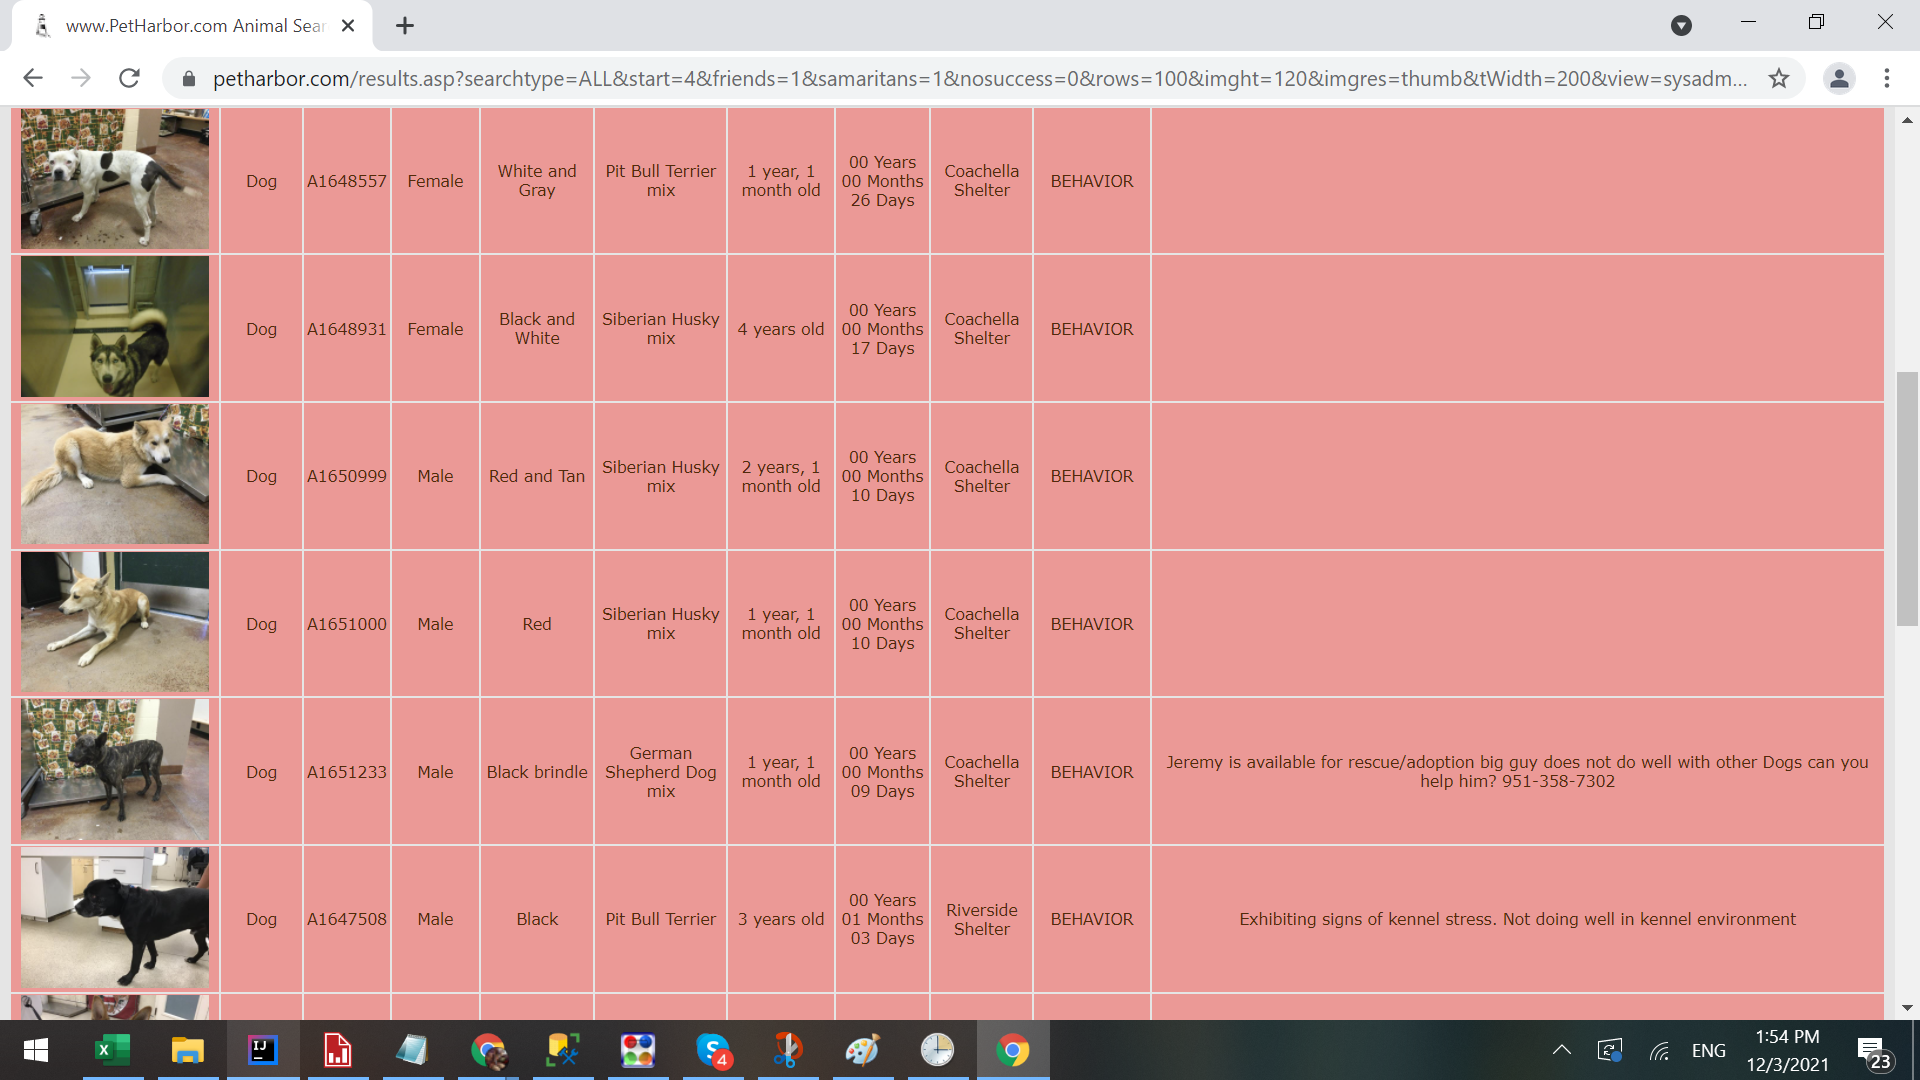 www.PetHarbor.com Animal Sear
petharbor.com/results.asp?searchtype=ALL&start=4&friends=1&samaritans=1&nosuccess=0&rows=100&imght=120&imgres=thumb&tWidth=200&view=sysadm...
Dog A1648557 Female White and Gray Pit Bull Terrier mix 1 year, 1 month old 00 Years 00 Months 26 Days Coachella Shelter BEHAVIOR
Dog A1648931 Female Black and White Siberian Husky mix 4 years old 00 Years 00 Months 17 Days Coachella Shelter BEHAVIOR
Dog A1650999 Male Red and Tan Siberian Husky mix 2 years, 1 month old 00 Years 00 Months 10 Days Coachella Shelter BEHAVIOR
Dog A1651000 Male Red Siberian Husky mix 1 year, 1 month old 00 Years 00 Months 10 Days Coachella Shelter BEHAVIOR
Dog A1651233 Male Black brindle German Shepherd Dog mix 1 year, 1 month old 00 Years 00 Months 09 Days Coachella Shelter BEHAVIOR Jeremy is available for rescue/adoption big guy does not do well with other Dogs can you help him? 951-358-7302
Dog A1647508 Male Black Pit Bull Terrier 3 years old 00 Years 01 Months 03 Days Riverside Shelter BEHAVIOR Exhibiting signs of kennel stress. Not doing well in kennel environment
X IJ S 4 ENG 1:54 PM 23
12/3/2021